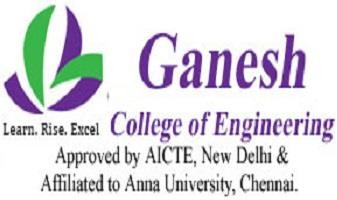 Ganesh
Learn. Rise. Excel
College of Engineering
Approved by AICTE, New Delhi &
Affiliated to Anna University, Chennai.